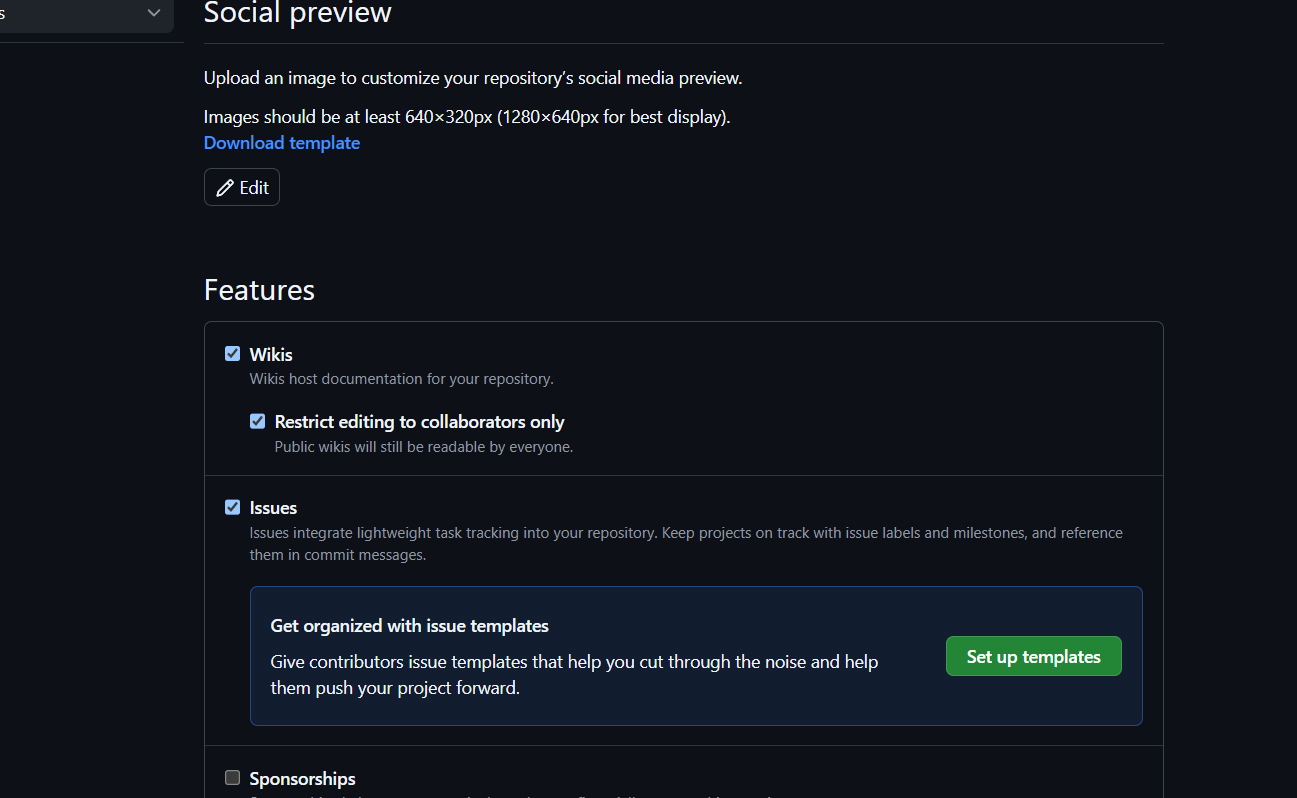 s
Social preview
Upload an image to customize your repository’s social media preview.
Images should be at least 640×320px (1280×640px for best display).
Download template
Edit
Features
Wikis
Wikis host documentation for your repository.
Restrict editing to collaborators only
Public wikis will still be readable by everyone.
Issues
Issues integrate lightweight task tracking into your repository. Keep projects on track with issue labels and milestones, and reference
them in commit messages.
Get organized with issue templates
Give contributors issue templates that help you cut through the noise and help
them push your project forward.
Set up templates
Sponsorships